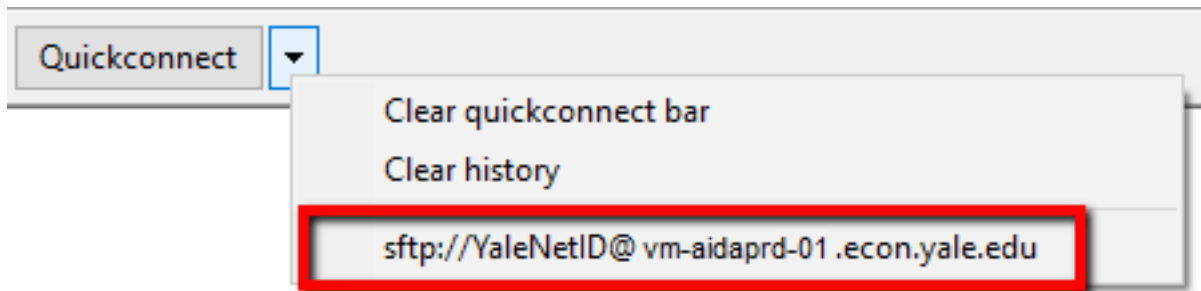 Quickconnect
Clear quickconnect bar
Clear history
sftp://YaleNetID@ vm-aidaprd-01 .econ.yale.edu